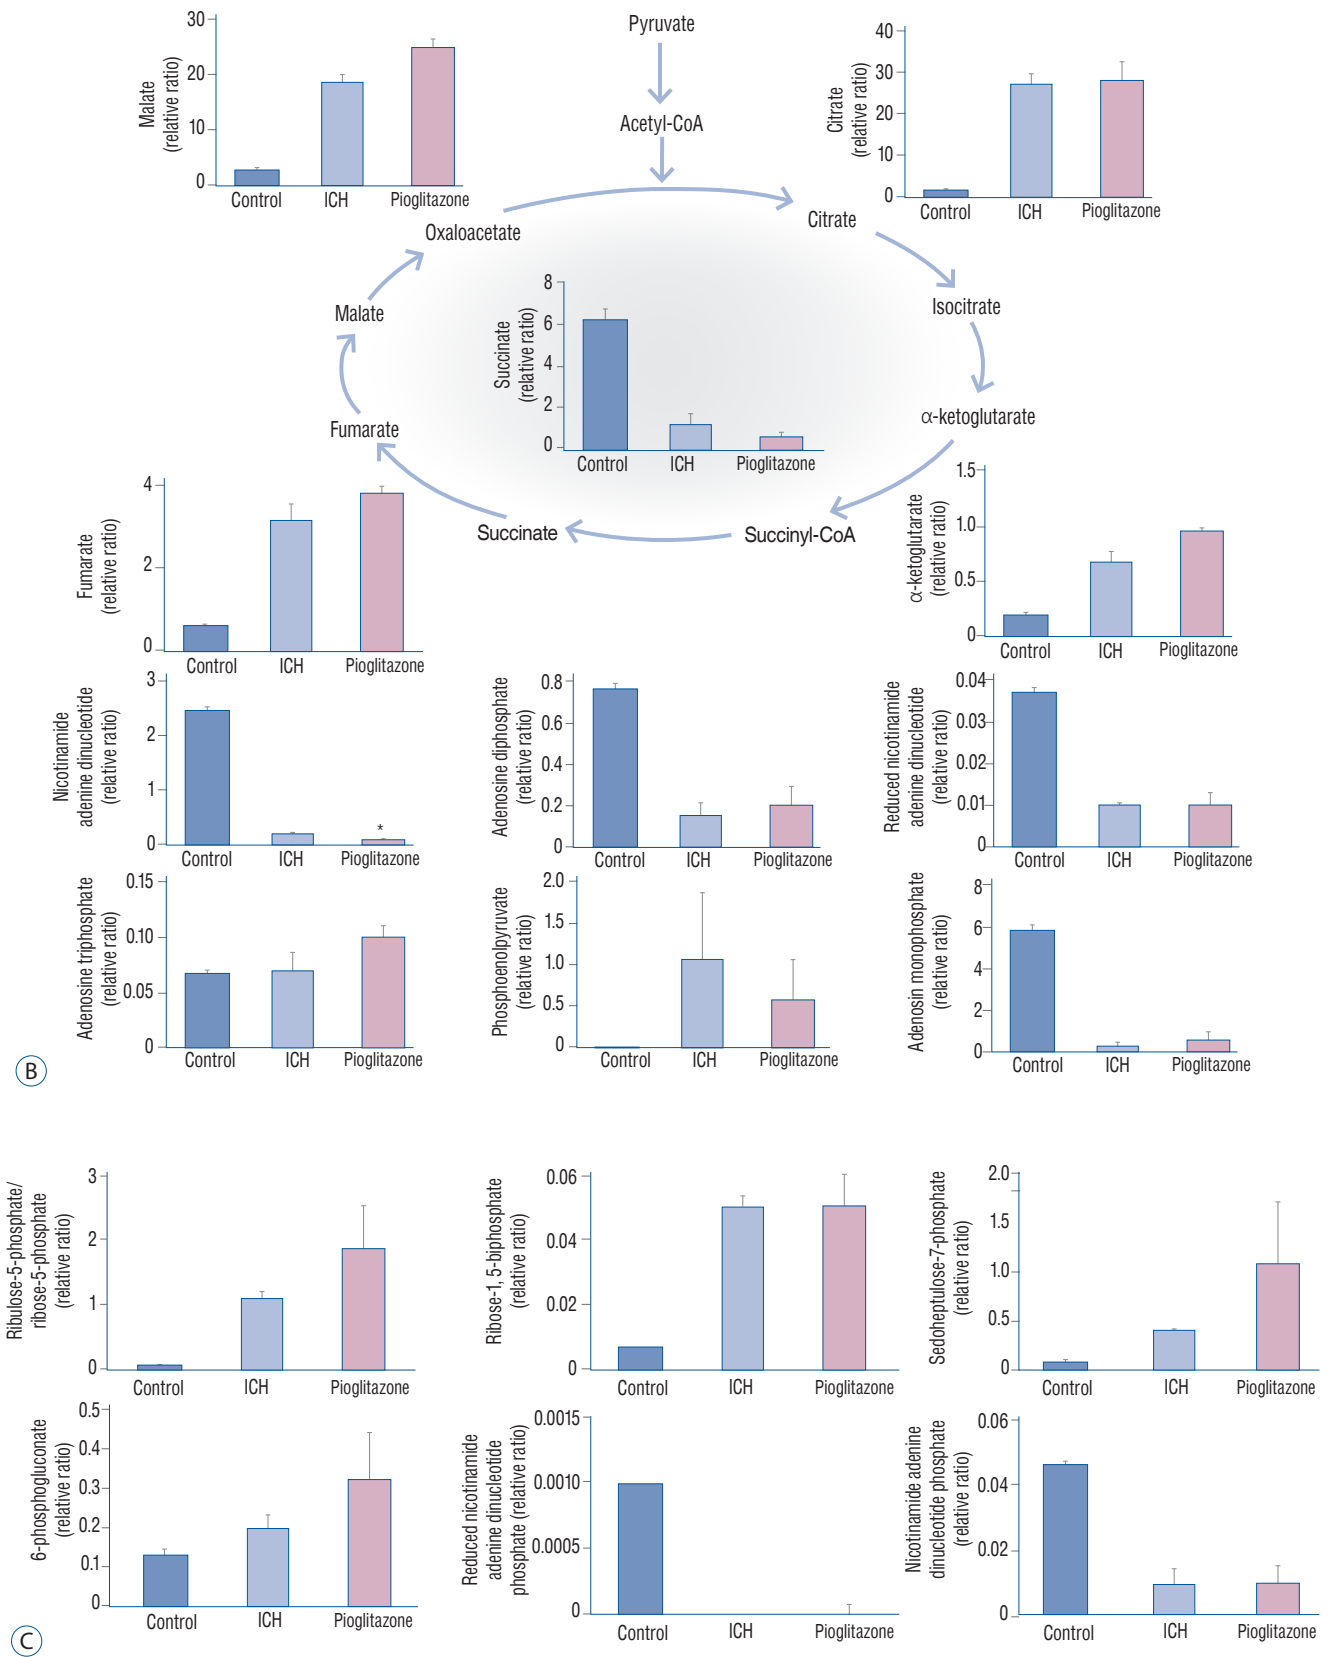 Malate
(relative ratio)
30
20
10
0
Control
ICH
Pioglitazone
Pyruvate
Acetyl-CoA
Citrate
(relative ratio)
40
30
20
10
0
Control
ICH
Pioglitazone
Oxaloacetate
Citrate
Malate
Isocitrate
Fumarate
α-ketoglutarate
Succinate
Succinyl-CoA
Succinate
(relative ratio)
8
6
4
2
0
Control
ICH
Pioglitazone
Fumarate
(relative ratio)
4
2
0
Control
ICH
Pioglitazone
α-ketoglutarate
(relative ratio)
1.5
1.0
0.5
0
Control
ICH
Pioglitazone
Nicotinamide
adenine dinucleotide
(relative ratio)
3
2
1
0
*
Control
ICH
Pioglitazone
Adenosine diphosphate
(relative ratio)
0.8
0.6
0.4
0.2
0
Control
ICH
Pioglitazone
Reduced nicotinamide
adenine dinucleotide
(relative ratio)
0.04
0.03
0.02
0.01
0
Control
ICH
Pioglitazone
Adenosine triphosphate
(relative ratio)
0.15
0.10
0.05
0
Control
ICH
Pioglitazone
Phosphoenolpyruvate
(relative ratio)
2.0
1.5
1.0
0.5
0
Control
ICH
Pioglitazone
Adenosin monophosphate
(relative ratio)
8
6
4
2
0
Control
ICH
Pioglitazone
B
Ribulose-5-phosphate/
ribose-5-phosphate
(relative ratio)
3
2
1
0
Control
ICH
Pioglitazone
Ribose-1, 5-biphosphate
(relative ratio)
0.06
0.04
0.02
0
Control
ICH
Pioglitazone
Sedoheptulose-7-phosphate
(relative ratio)
2.0
1.5
1.0
0.5
0
Control
ICH
Pioglitazone
6-phosphogluconate
(relative ratio)
0.5
0.4
0.3
0.2
0.1
0
Control
ICH
Pioglitazone
Reduced nicotinamide
adenine dinucleotide
phosphate (relative ratio)
0.0015
0.0010
0.0005
0
Control
ICH
Pioglitazone
Nicotinamide adenine
dinucleotide phosphate
(relative ratio)
0.06
0.04
0.02
0
Control
ICH
Pioglitazone
C